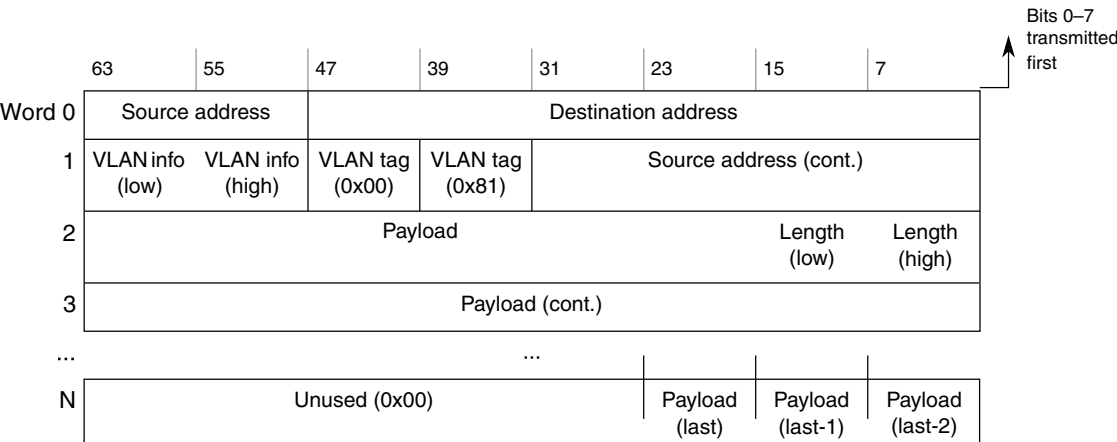 Bits 0–7
transmitted
first
63 55 47 39 31 23 15 7
Word 0 Source address Destination address
1 VLAN info VLAN info VLAN tag VLAN tag Source address (cont.)
(low) (high) (0x00) (0x81)
2 Payload Length Length
(low) (high)
3 Payload (cont.)
... ...
N Unused (0x00) Payload Payload Payload
(last) (last-1) (last-2)